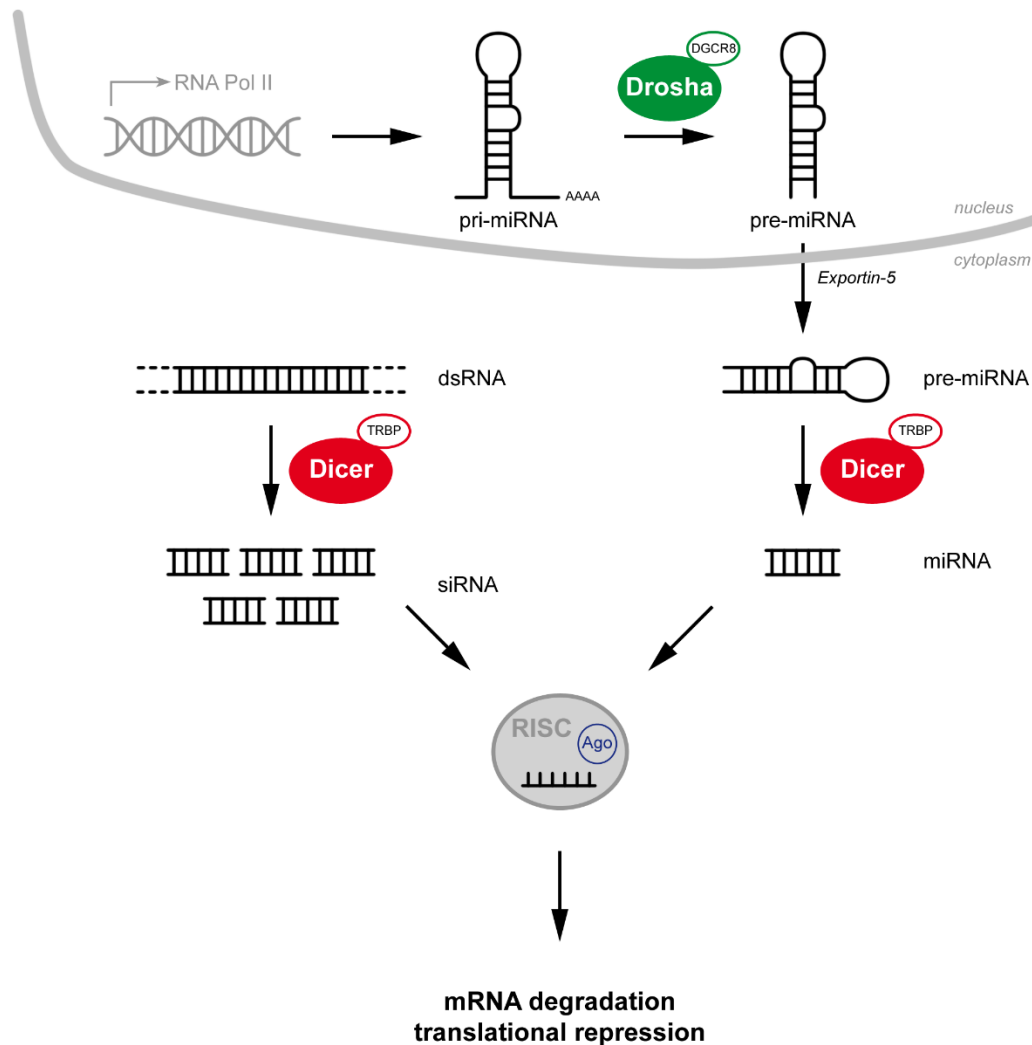 RNA Pol II
DGCR8
Drosha
AAAA
pri-miRNA
pre-miRNA
nucleus
cytoplasm
Exportin-5
dsRNA
pre-miRNA
TRBP
Dicer
TRBP
Dicer
siRNA
miRNA
RISC
Ago
mRNA degradation
translational repression